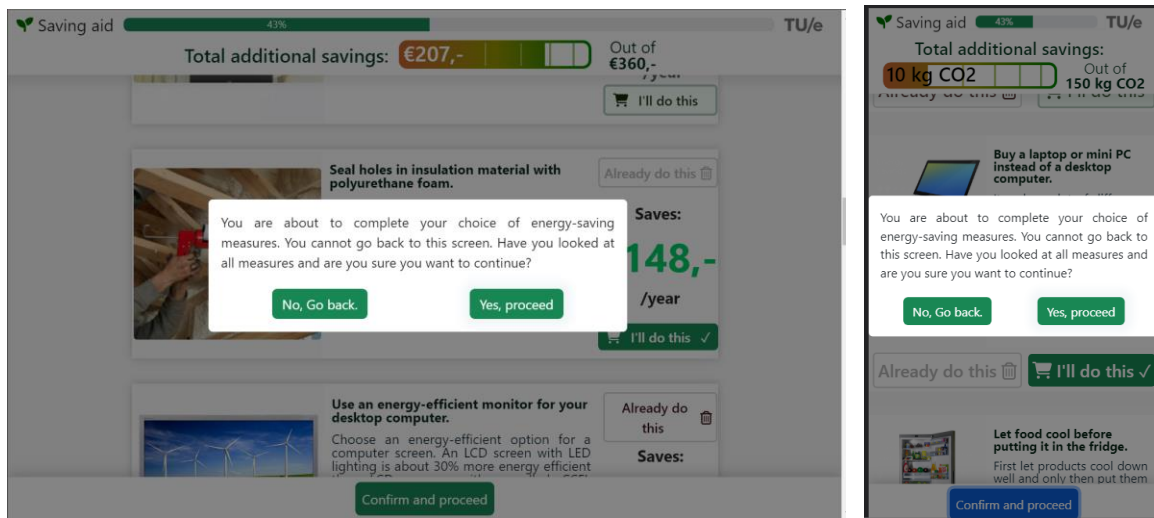 Saving aid 43% TU/e
Total additional savings: €207,- Out of
€360,-
/year
I'll do this
Seal holes in insulation material with
polyurethane foam.
Already do this
Saves:
148,-
/year
I'll do this ✓
You are about to complete your choice of energy-saving
measures. You cannot go back to this screen. Have you looked at
all measures and are you sure you want to continue?
No, Go back. Yes, proceed
Use an energy-efficient monitor for your
desktop computer.
Choose an energy-efficient option for a
computer screen. An LCD screen with LED
lighting is about 30% more energy efficient
Already do
this
Saves:
Confirm and proceed
Saving aid 43% TU/e
Total additional savings:
10 kg CO2 Out of
150 kg CO2
Already do this I'll do this
Buy a laptop or mini PC
instead of a desktop
computer.
You are about to complete your choice of
energy-saving measures. You cannot go back to
this screen. Have you looked at all measures and
are you sure you want to continue?
No, Go back. Yes, proceed
Already do this I'll do this ✓
Let food cool before
putting it in the fridge.
First let products cool down
well and only then put them
Confirm and proceed